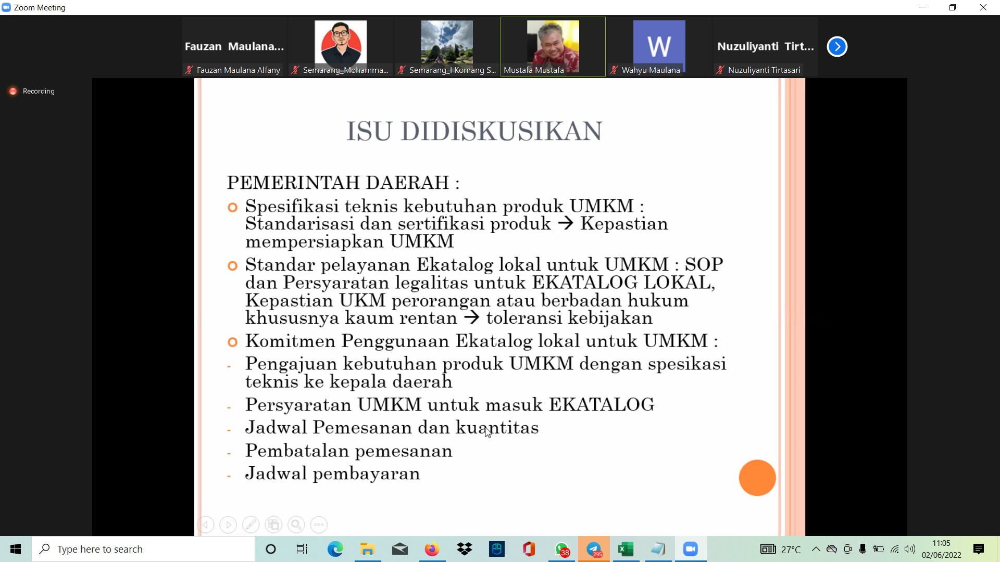 Zoom Meeting
Fauzan Maulana...
W
Nuzuliyanti Tirt...
Fauzan Maulana Alfany
Semarang_Mohamma...
Semarang_I Komang S...
Mustafa Mustafa
Wahyu Maulana
Nuzuliyanti Tirtasari
Recording
ISU DIDISKUSIKAN
PEMERINTAH DAERAH :
Spesifikasi teknis kebutuhan produk UMKM :
Standarisasi dan sertifikasi produk → Kepastian
mempersiapkan UMKM
Standar pelayanan Ekatalog lokal untuk UMKM : SOP
dan Persyaratan legalitas untuk EKATALOG LOKAL,
Kepastian UKM perorangan atau berbadan hukum
khususnya kaum rentan → toleransi kebijakan
Komitmen Penggunaan Ekatalog lokal untuk UMKM :
- Pengajuan kebutuhan produk UMKM dengan spesikasi
teknis ke kepala daerah
- Persyaratan UMKM untuk masuk EKATALOG
- Jadwal Pemesanan dan kuantitas
- Pembatalan pemesanan
- Jadwal pembayaran
Type here to search
38
295
27°C
11:05
02/06/2022